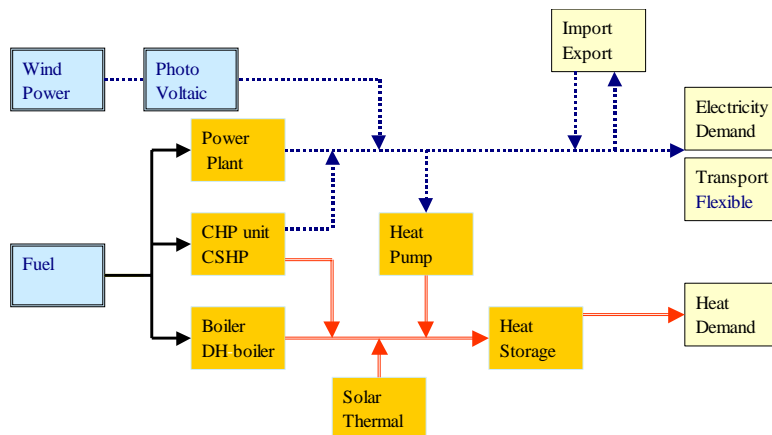 Import
Export
Wind
Power
Photo
Voltaic
Electricity
Demand
Power
Plant
Transport
Flexible
CHP unit
CSHP
Heat
Pump
Fuel
Boiler
DH-boiler
Heat
Storage
Heat
Demand
Solar
Thermal